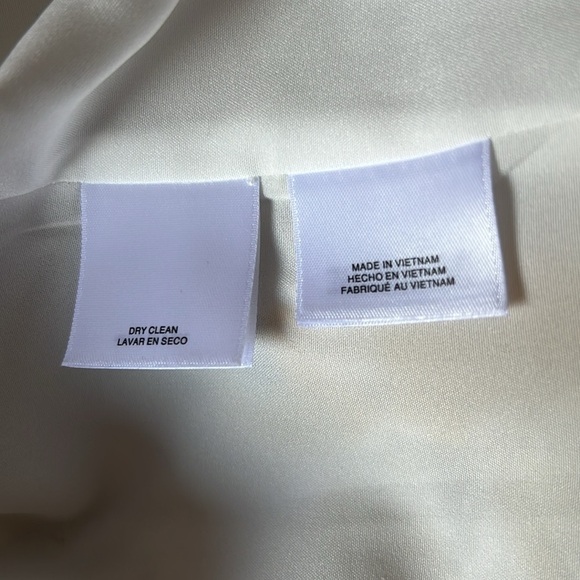 DRY CLEAN
LAVAR EN SECO
MADE IN VIETNAM
HECHO EN VIETNAM
FABRIQUÉ AU VIETNAM